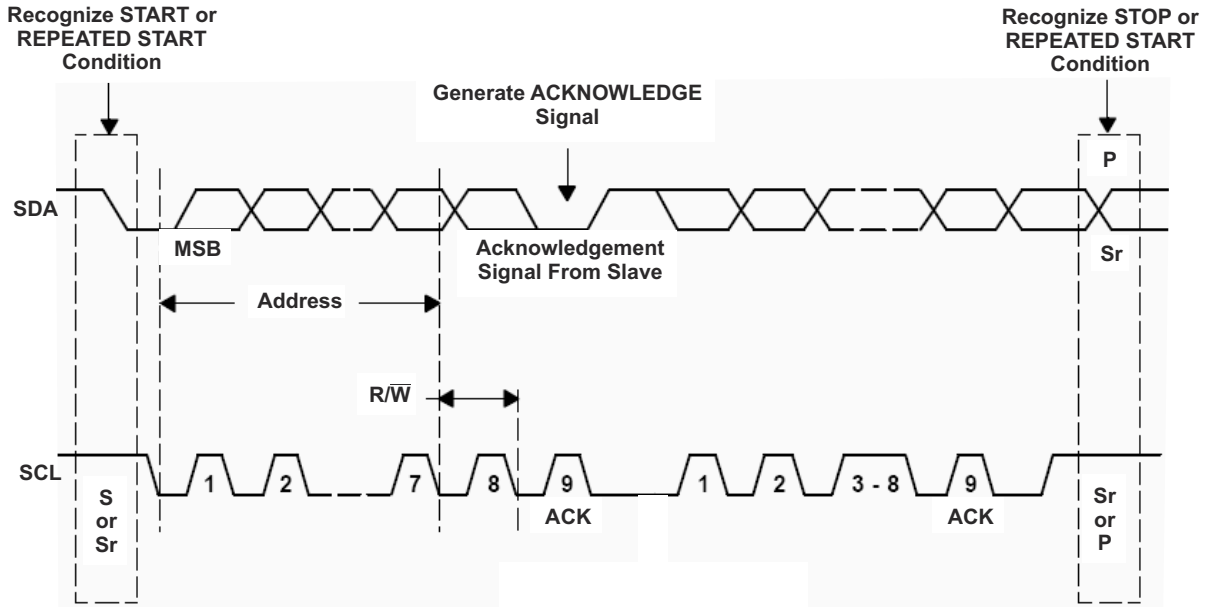 Recognize START or
REPEATED START
Condition
Recognize STOP or
REPEATED START
Condition
Generate ACKNOWLEDGE
Signal
P
SDA
MSB
Acknowledgement
Signal From Slave
Sr
Address
R/W̅
SCL
1
2
7
8
9
1
2
3 - 8
9
S
or
Sr
ACK
ACK
Sr
or
P